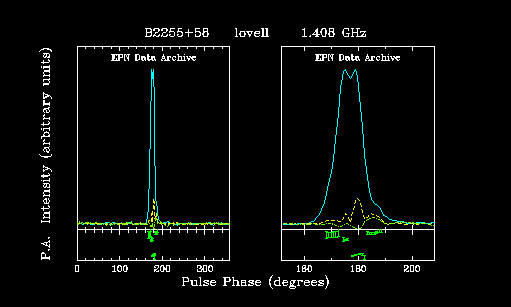 B2255+58 lovell 1.408 GHz
EPN Data Archive EPN Data Archive
P.A. Intensity (arbitrary units)
0 100 200 300 160 180 200
Pulse Phase (degrees)